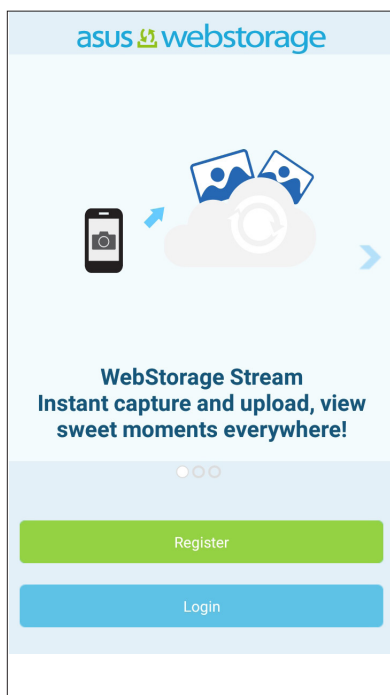 asus webstorage
WebStorage Stream
Instant capture and upload, view
sweet moments everywhere!
Register
Login